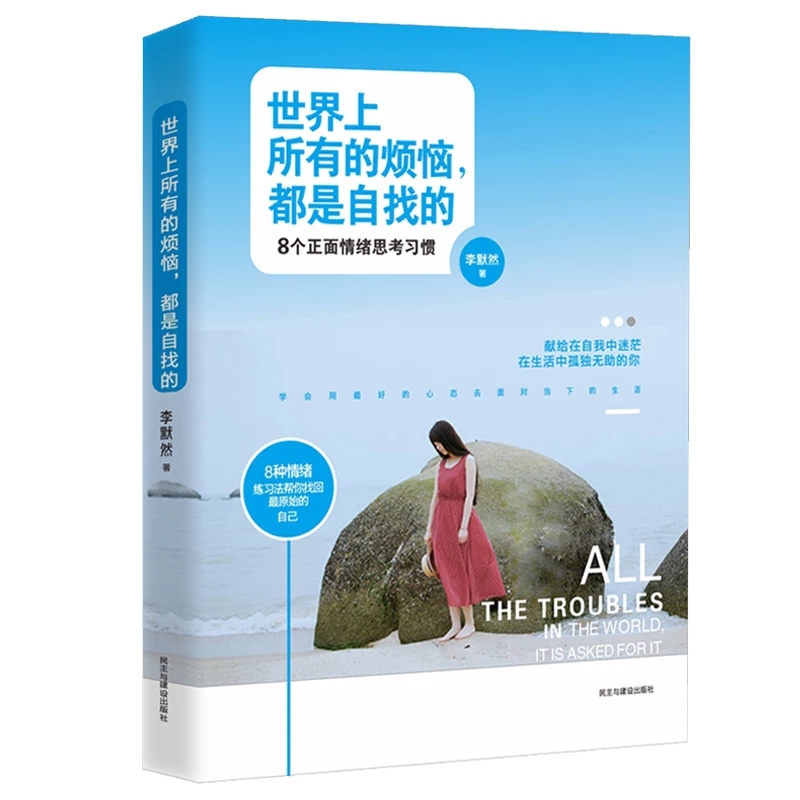 世界上所有的烦恼，都是自找的
李默然
著
民主与建设出版社
世界上
所有的烦恼，
都是自找的
8个正面情绪思考习惯
李默然
著
献给在自我中迷茫
在生活中孤独无助的你
学会用最好的心态去面对当下的生活
8种情绪
练习法帮你找回
最原始的
自己
ALL
THE TROUBLES
IN THE WORLD,
IT IS ASKED FOR IT
民主与建设出版社